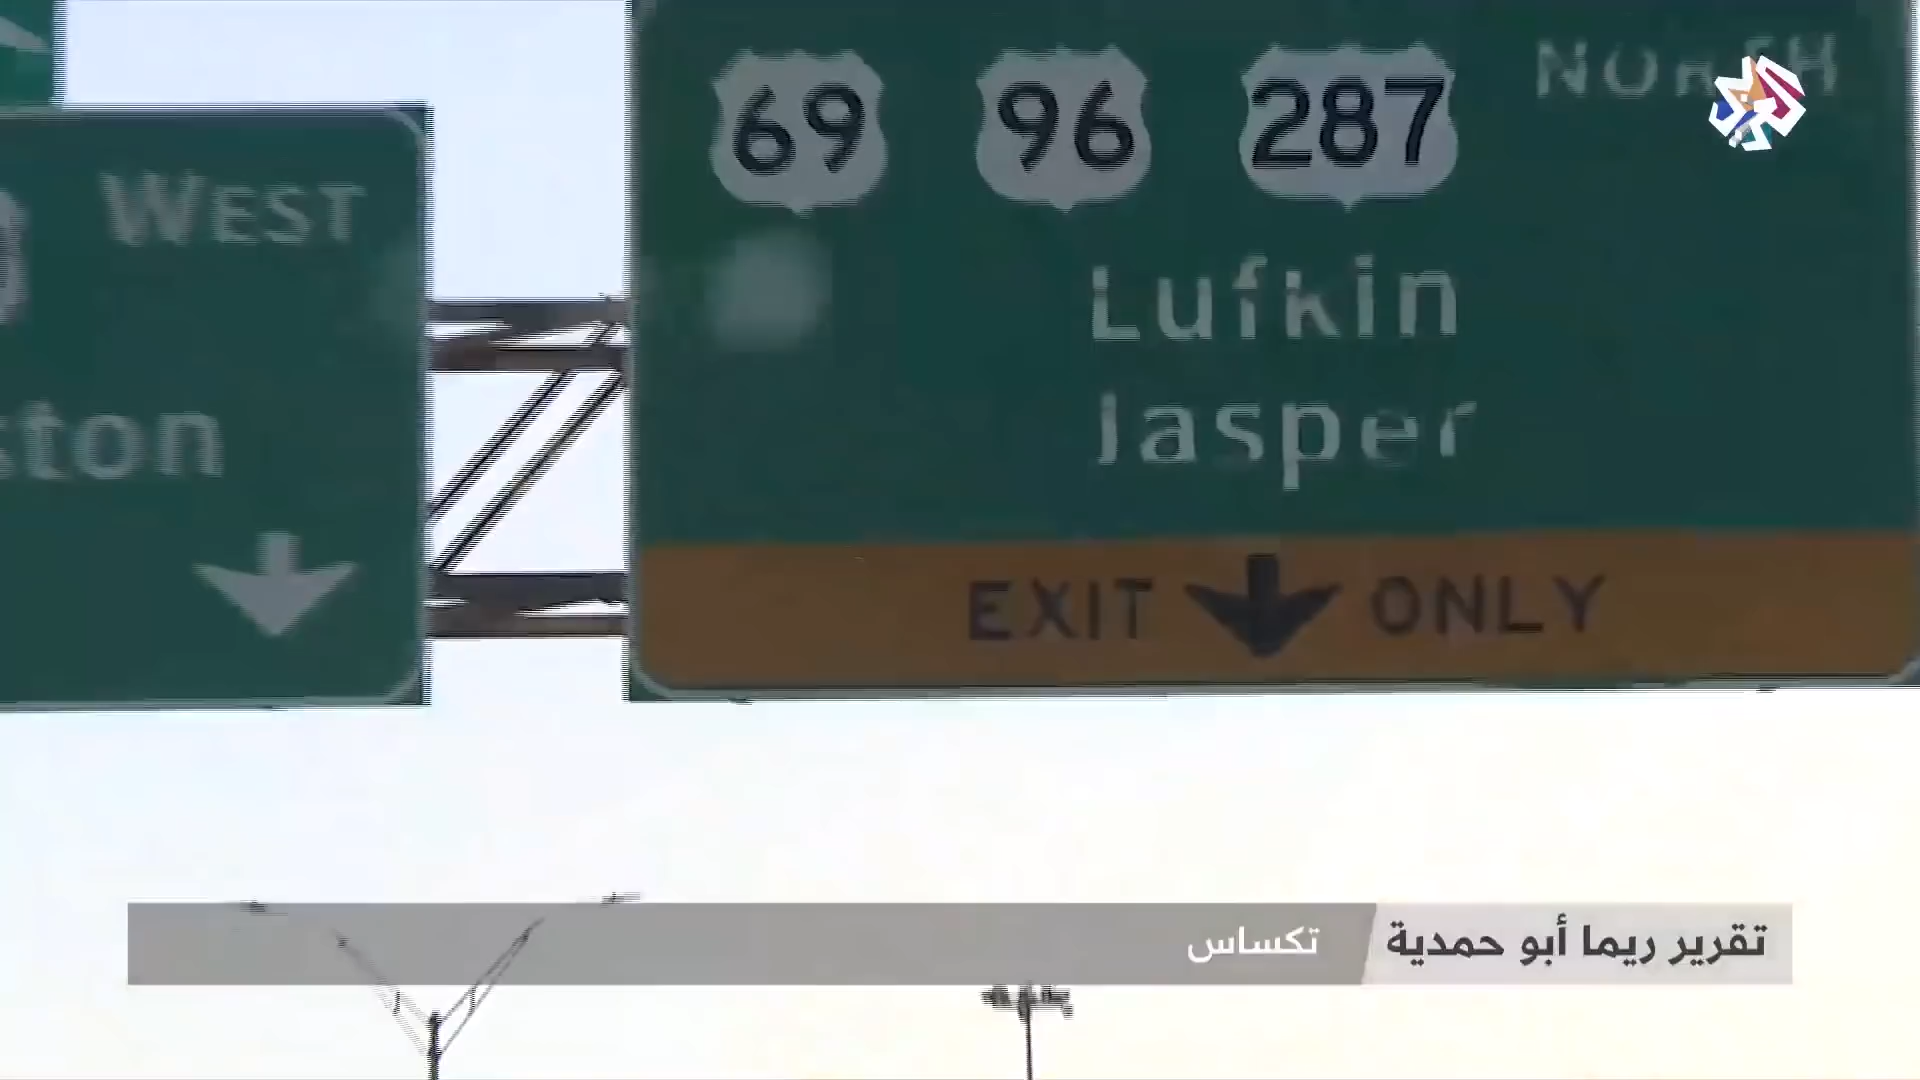 WEST
ston
69 96 287 NORTH
Lufkin
Jasper
EXIT ONLY
تقرير ريما أبو حمدية
تكساس